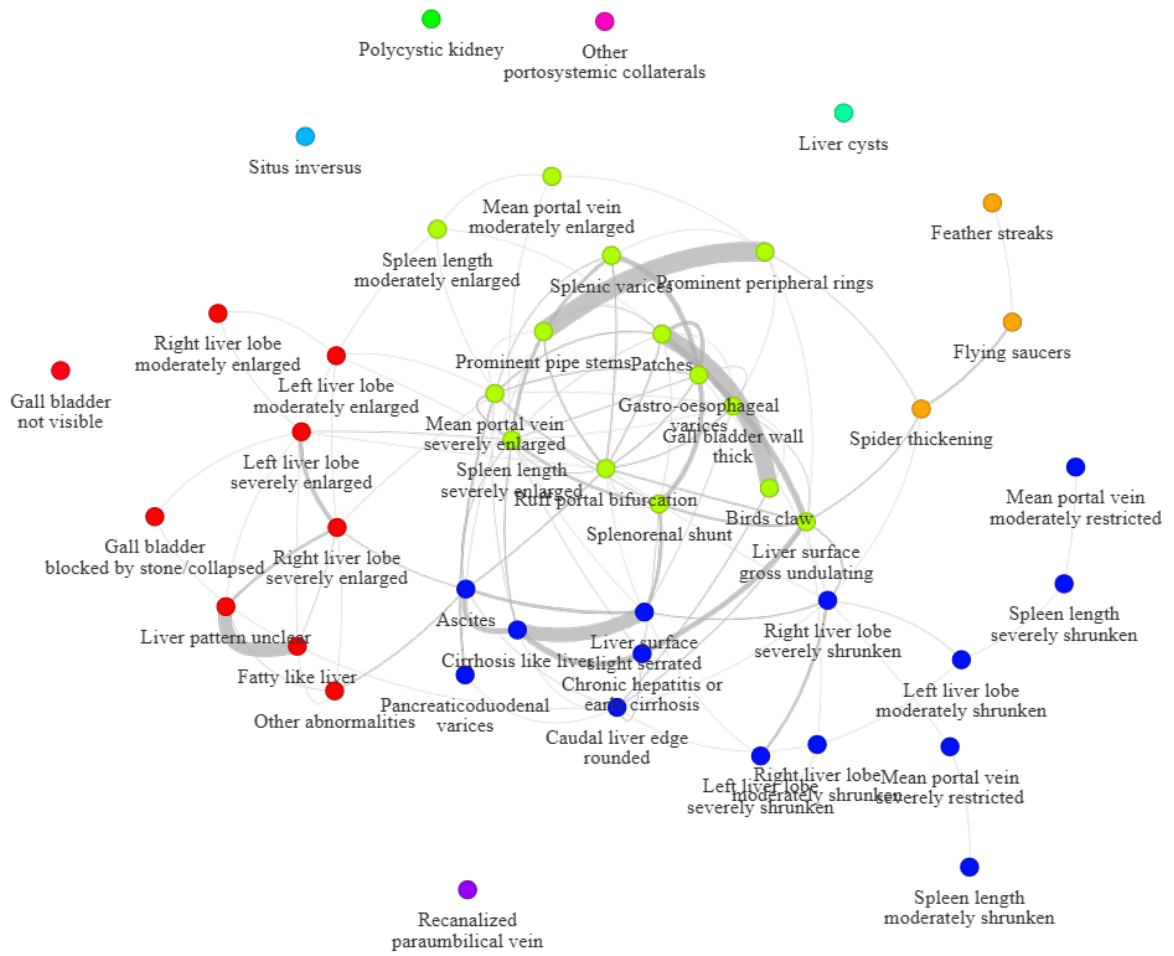 Polycystic kidney
Other
portosystemic collaterals
Liver cysts
Situs inversus
Mean portal vein
moderately enlarged
Feather streaks
Spleen length
moderately enlarged
Splenic varices
Prominent peripheral rings
Right liver lobe
moderately enlarged
Flying saucers
Prominent pipe stems
Patches
Left liver lobe
moderately enlarged
Gall bladder
not visible
Gastro-oesophageal
varices
Mean portal vein
severely enlarged
Gall bladder wall
thick
Spider thickening
Left liver lobe
severely enlarged
Spleen length
severely enlarged
Ruff portal bifurcation
Mean portal vein
moderately restricted
Birds claw
Splenorenal shunt
Gall bladder
blocked by stone/collapsed
Right liver lobe
severely enlarged
Liver surface
gross undulating
Ascites
Spleen length
severely shrunken
Liver pattern unclear
Right liver lobe
severely shrunken
Liver surface
slight serrated
Cirrhosis like liver
Fatty like liver
Chronic hepatitis or
early cirrhosis
Left liver lobe
moderately shrunken
Pancreaticoduodenal
varices
Other abnormalities
Caudal liver edge
rounded
Right liver lobe
moderately shrunken
Mean portal vein
severely restricted
Left liver lobe
severely shrunken
Spleen length
moderately shrunken
Recanalized
paraumbilical vein